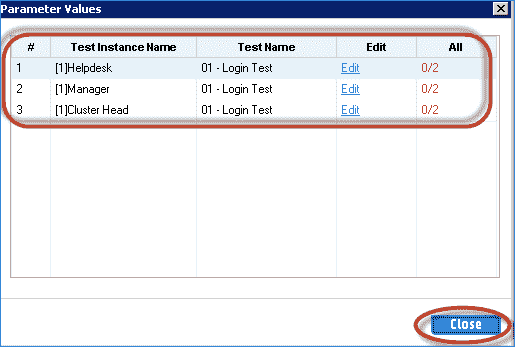 Parameter Values
# Test Instance Name Test Name Edit All
1 [1]Helpdesk 01 - Login Test Edit 0/2
2 [1]Manager 01 - Login Test Edit 0/2
3 [1]Cluster Head 01 - Login Test Edit 0/2
Close